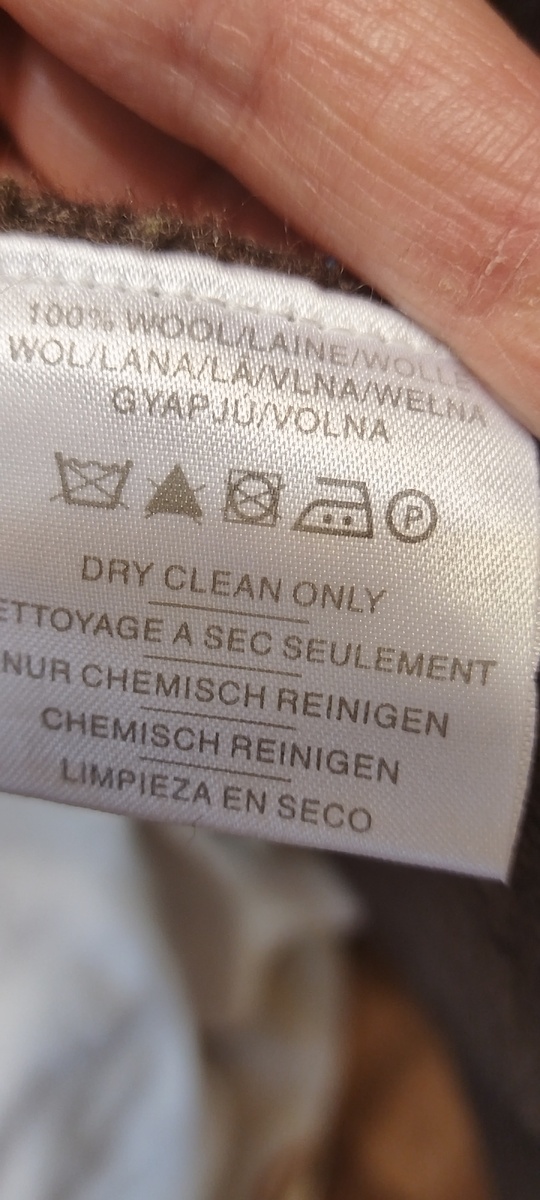 100% WOOL/LAINE/WOLLE
WOL/LANA/LÃ/VLNA/WEŁNA
GYAPJÚ/VOLNA
P
DRY CLEAN ONLY
ETTOYAGE A SEC SEULEMENT
NUR CHEMISCH REINIGEN
CHEMISCH REINIGEN
LIMPIEZA EN SECO